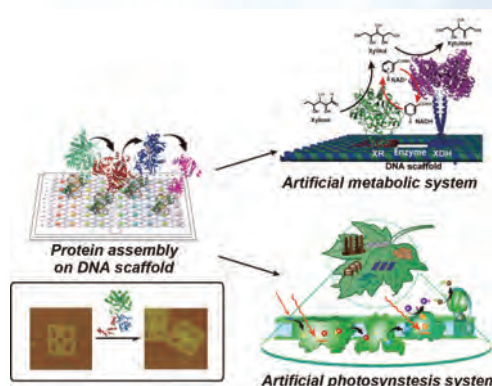 Xylitol
Xylulose
NAD⁺
Xylose
NADH
XR
Enzyme
XDH
DNA scaffold
Artificial metabolic system
Protein assembly
on DNA scaffold
Artificial photosynstesis system